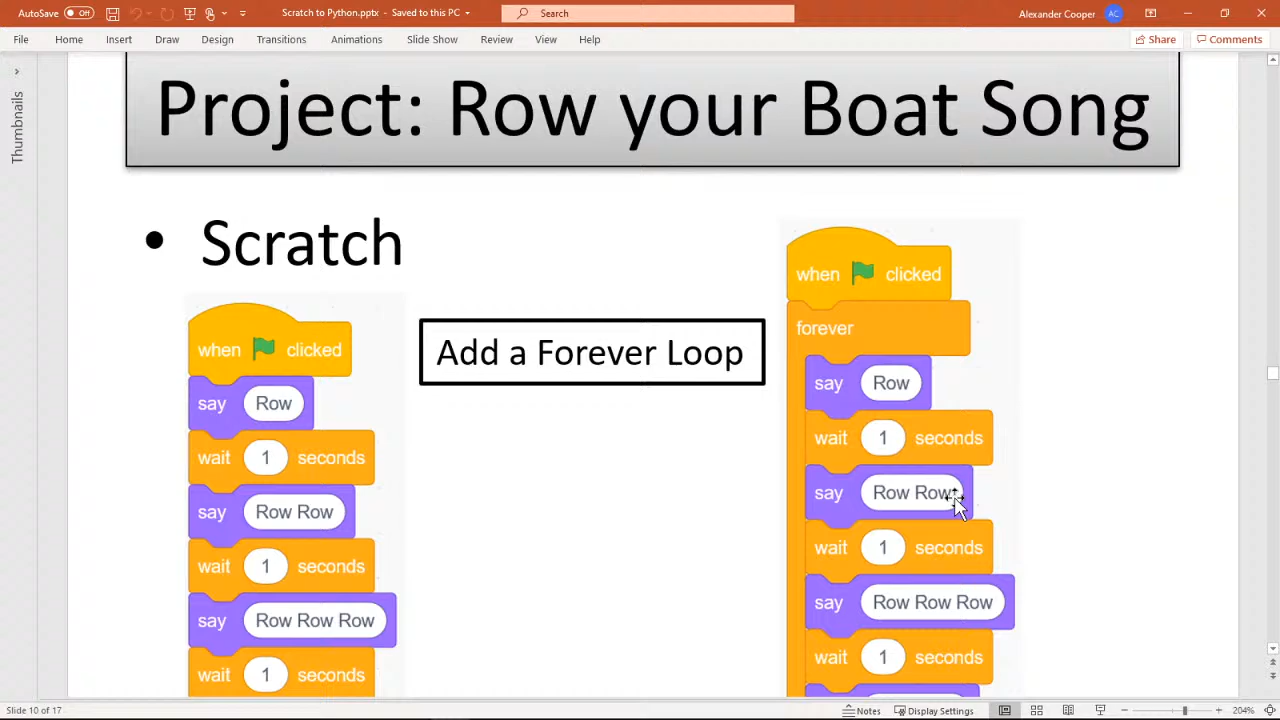 AutoSave Off Scratch to Python.pptx - Saved to this PC Search Alexander Cooper AC
File Home Insert Draw Design Transitions Animations Slide Show Review View Help Share Comments
Thumbnails
Project: Row your Boat Song
• Scratch
when clicked
say Row
wait 1 seconds
say Row Row
wait 1 seconds
say Row Row Row
wait 1 seconds
Add a Forever Loop
when clicked
forever
say Row
wait 1 seconds
say Row Row
wait 1 seconds
say Row Row Row
wait 1 seconds
Slide 10 of 17 Notes Display Settings 204%